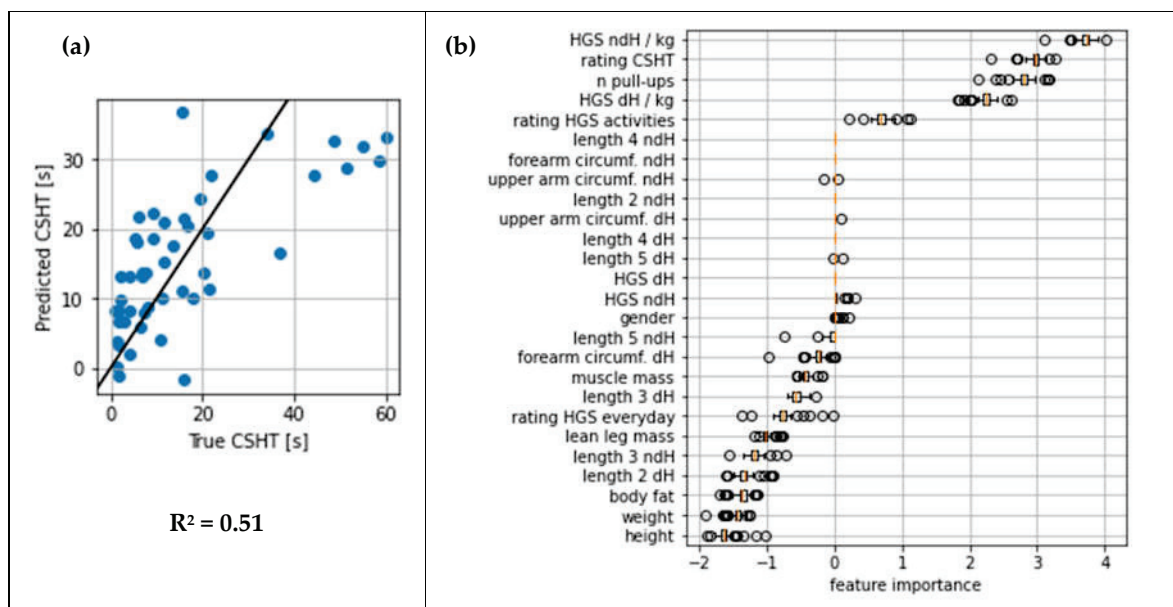 (a)
Predicted CSHT [s]
30
20
10
0
0 20 40 60
True CSHT [s]
R² = 0.51
(b)
HGS ndH / kg
rating CSHT
n pull-ups
HGS dH / kg
rating HGS activities
length 4 ndH
forearm circumf. ndH
upper arm circumf. ndH
length 2 ndH
upper arm circumf. dH
length 4 dH
length 5 dH
HGS dH
HGS ndH
gender
length 5 ndH
forearm circumf. dH
muscle mass
length 3 dH
rating HGS everyday
lean leg mass
length 3 ndH
length 2 dH
body fat
weight
height
−2 −1 0 1 2 3 4
feature importance